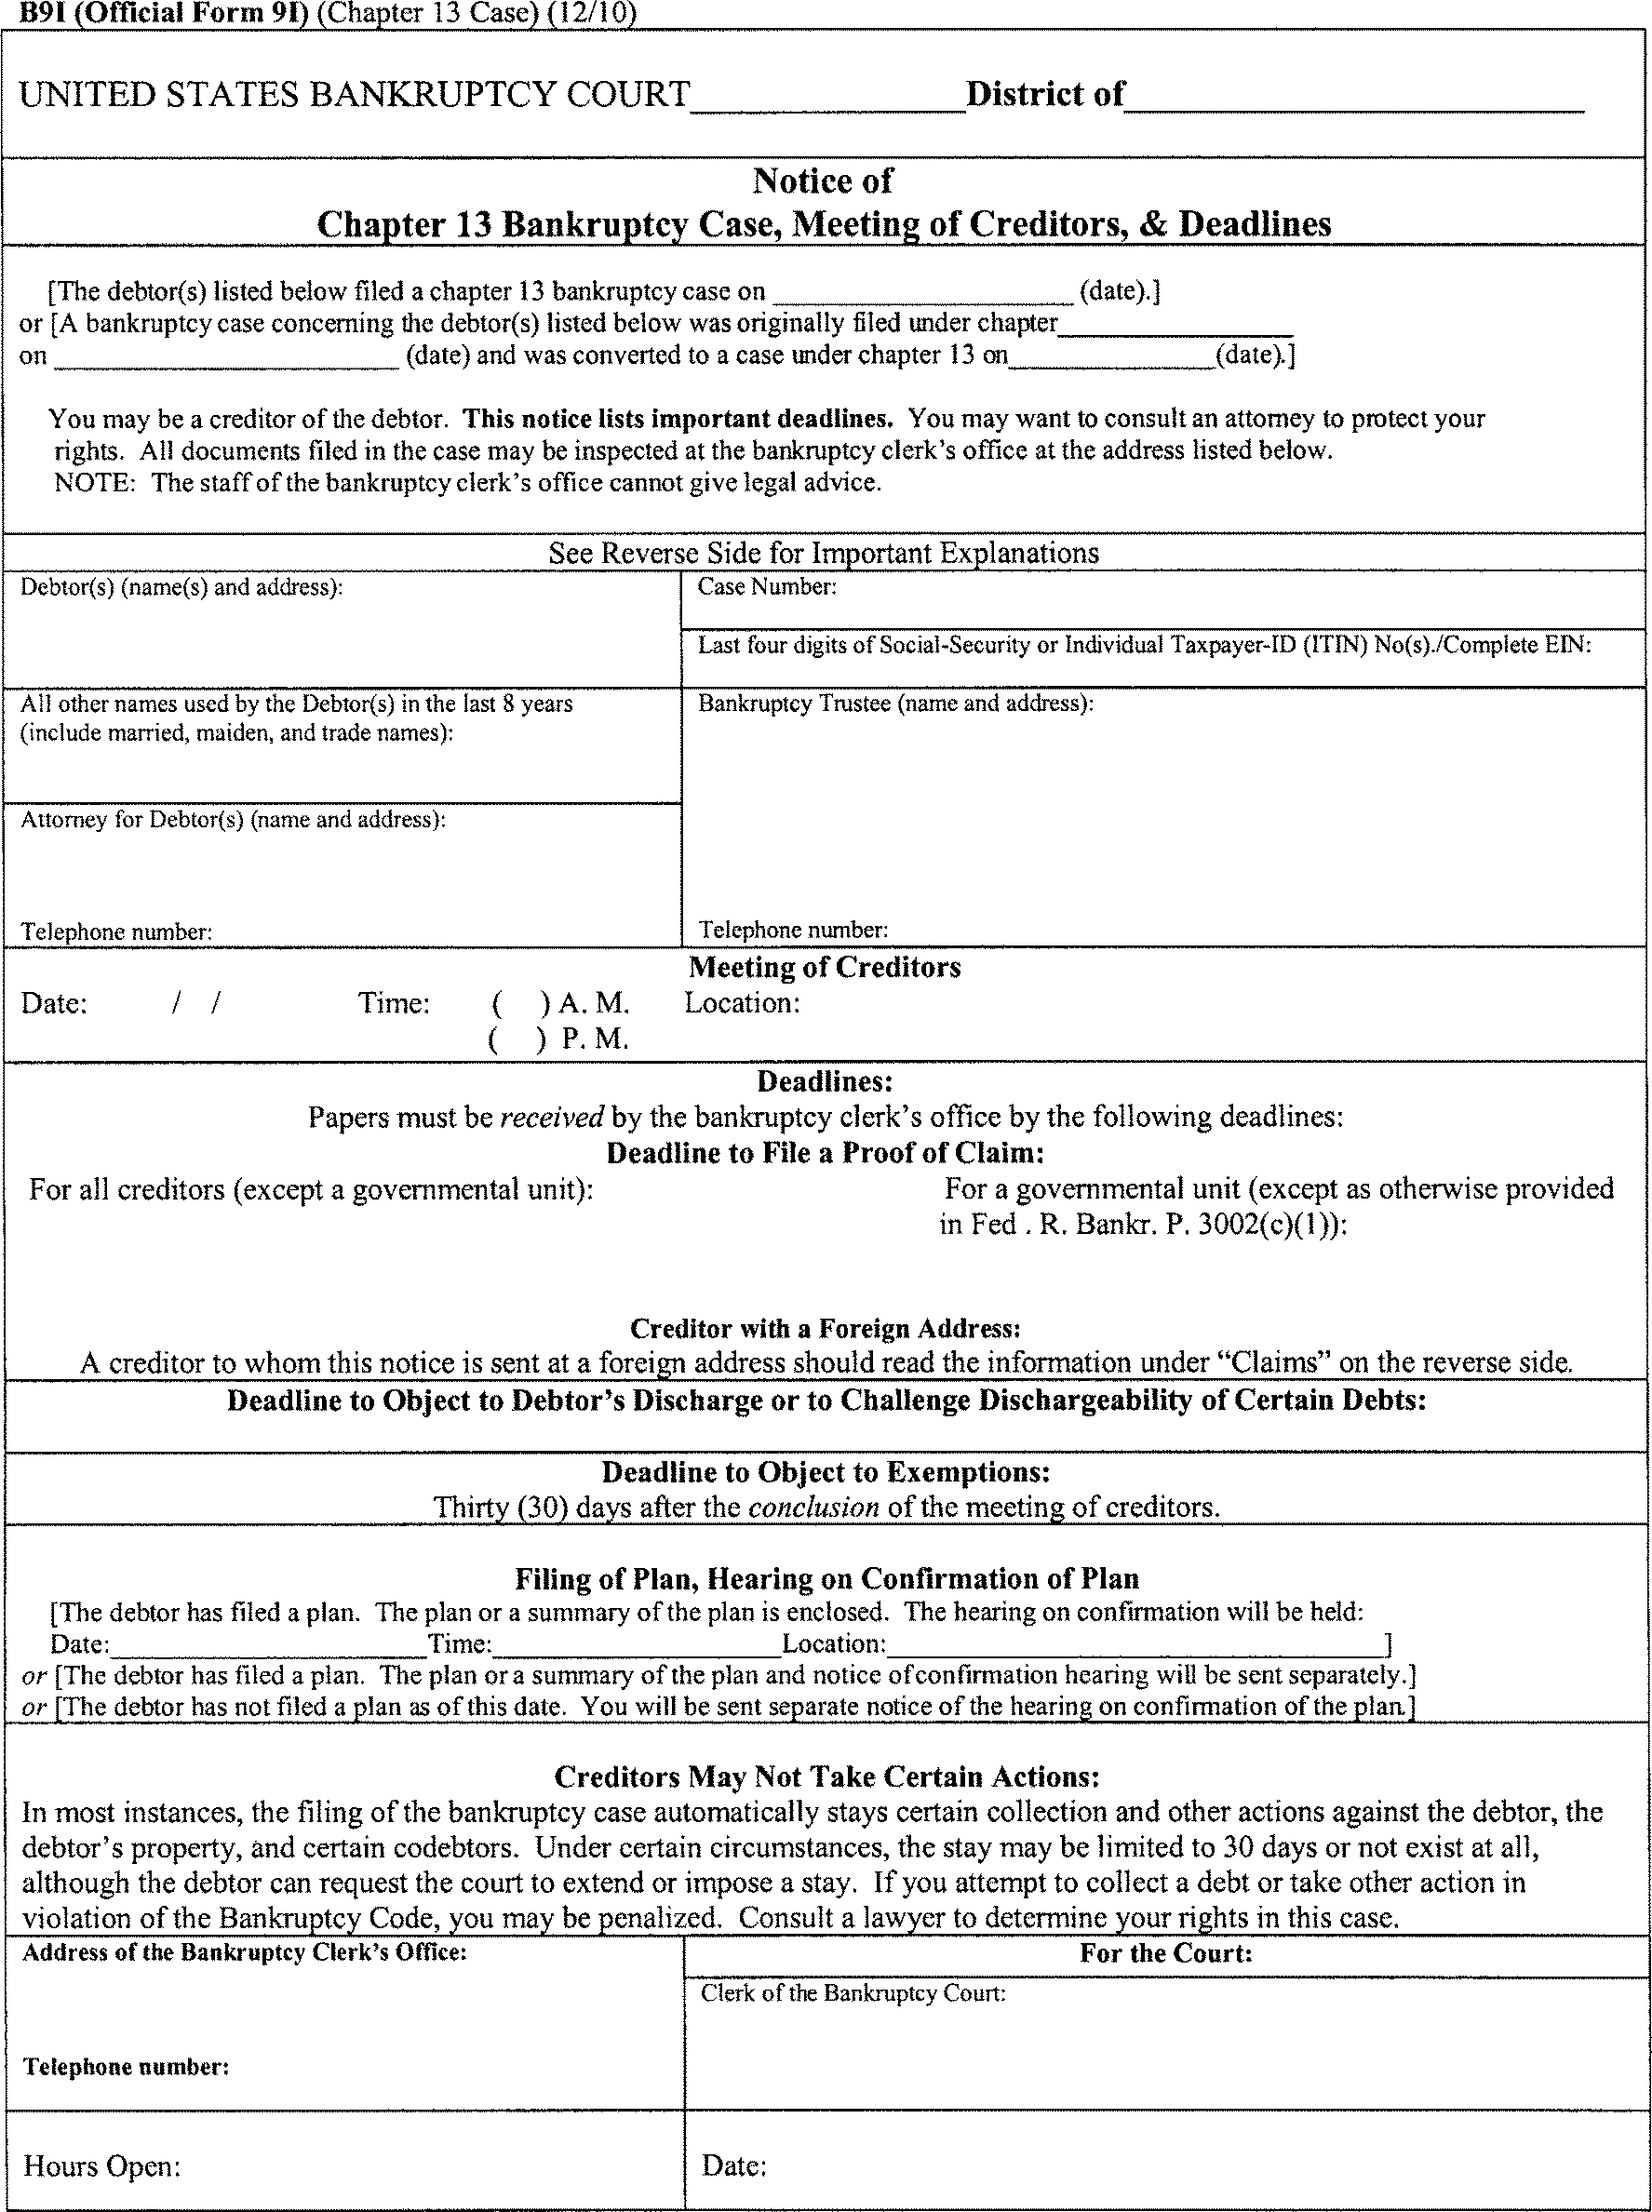 B9I (Official Form 9I) (Chapter 13 Case) (12/10)
UNITED STATES BANKRUPTCY COURT____________District of____________________
Notice of
Chapter 13 Bankruptcy Case, Meeting of Creditors, & Deadlines
[The debtor(s) listed below filed a chapter 13 bankruptcy case on ______________ (date).]
or [A bankruptcy case concerning the debtor(s) listed below was originally filed under chapter___________
on ________________ (date) and was converted to a case under chapter 13 on__________(date).]
You may be a creditor of the debtor. This notice lists important deadlines. You may want to consult an attorney to protect your
rights. All documents filed in the case may be inspected at the bankruptcy clerk's office at the address listed below.
NOTE: The staff of the bankruptcy clerk's office cannot give legal advice.
See Reverse Side for Important Explanations
Debtor(s) (name(s) and address):
Case Number:
Last four digits of Social-Security or Individual Taxpayer-ID (ITIN) No(s)./Complete EIN:
All other names used by the Debtor(s) in the last 8 years
(include married, maiden, and trade names):
Bankruptcy Trustee (name and address):
Attorney for Debtor(s) (name and address):
Telephone number:
Telephone number:
Meeting of Creditors
Date: / / Time: ( ) A. M. Location:
( ) P. M.
Deadlines:
Papers must be received by the bankruptcy clerk's office by the following deadlines:
Deadline to File a Proof of Claim:
For all creditors (except a governmental unit): For a governmental unit (except as otherwise provided
in Fed . R. Bankr. P. 3002(c)(1)):
Creditor with a Foreign Address:
A creditor to whom this notice is sent at a foreign address should read the information under "Claims" on the reverse side.
Deadline to Object to Debtor's Discharge or to Challenge Dischargeability of Certain Debts:
Deadline to Object to Exemptions:
Thirty (30) days after the conclusion of the meeting of creditors.
Filing of Plan, Hearing on Confirmation of Plan
[The debtor has filed a plan. The plan or a summary of the plan is enclosed. The hearing on confirmation will be held:
Date:______________Time:_____________Location:______________________]
or [The debtor has filed a plan. The plan or a summary of the plan and notice of confirmation hearing will be sent separately.]
or [The debtor has not filed a plan as of this date. You will be sent separate notice of the hearing on confirmation of the plan.]
Creditors May Not Take Certain Actions:
In most instances, the filing of the bankruptcy case automatically stays certain collection and other actions against the debtor, the
debtor's property, and certain codebtors. Under certain circumstances, the stay may be limited to 30 days or not exist at all,
although the debtor can request the court to extend or impose a stay. If you attempt to collect a debt or take other action in
violation of the Bankruptcy Code, you may be penalized. Consult a lawyer to determine your rights in this case.
Address of the Bankruptcy Clerk's Office:
For the Court:
Clerk of the Bankruptcy Court:
Telephone number:
Hours Open:
Date: